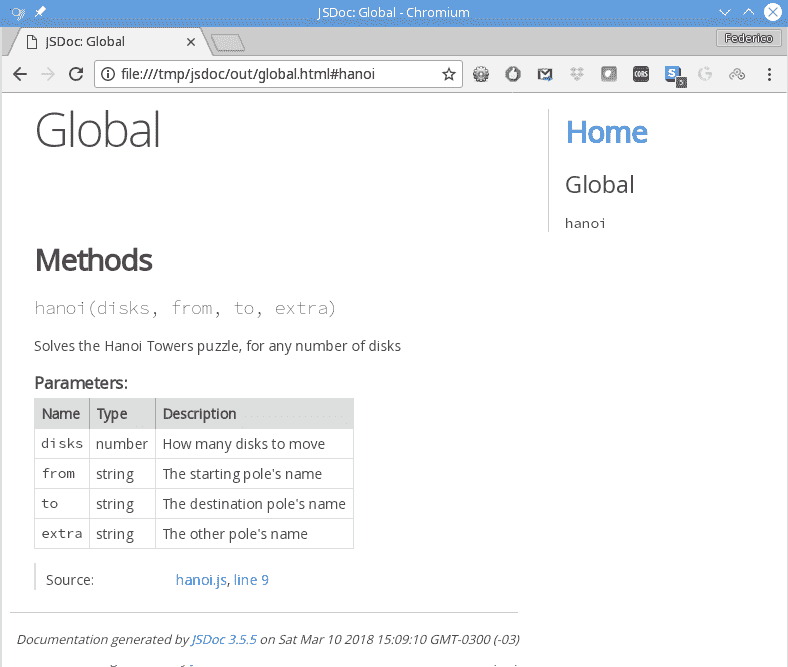 JSDoc: Global - Chromium
JSDoc: Global
Federico
file:///tmp/jsdoc/out/global.html#hanoi
CORS
S
5
G
Global
Home
Global
hanoi
Methods
hanoi(disks, from, to, extra)
Solves the Hanoi Towers puzzle, for any number of disks
Parameters:
Name Type Description
disks number How many disks to move
from string The starting pole's name
to string The destination pole's name
extra string The other pole's name
Source: hanoi.js, line 9
Documentation generated by JSDoc 3.5.5 on Sat Mar 10 2018 15:09:10 GMT-0300 (-03)